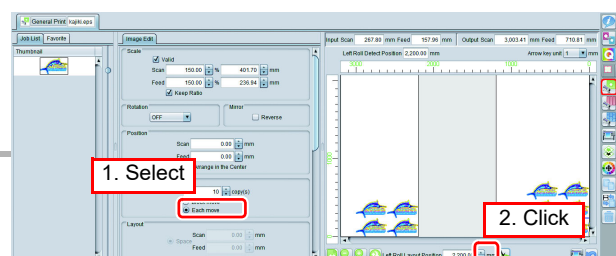 General Print kajiki.eps
Job List Favorite
Thumbnail
Image Edit
Scale
Valid
Scan 150.00 % 401.70 mm
Feed 150.00 % 236.84 mm
Keep Ratio
Rotation
OFF
Mirror
Reverse
Position
Scan 0.00 mm
Feed 0.00 mm
Arrange in the Center
1. Select
10 copy(s)
Each move
Layout
Scan 0.00 mm
Space
Feed 0.00 mm
Input Scan 267.80 mm Feed 157.96 mm Output Scan 3,003.41 mm Feed 710.81 mm
Left Roll Detect Position 2,200.00 mm Arrow key unit 1 mm
3000 2000 1000
2. Click
Left Roll Layout Position 2,200.00 mm